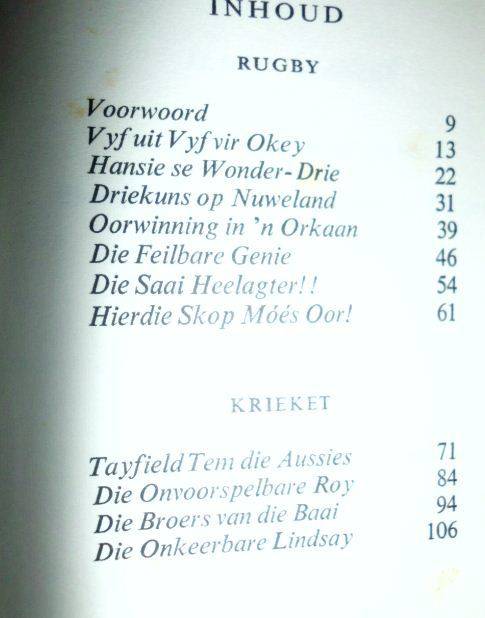 INHOUD
RUGBY
Voorwoord 9
Vyf uit Vyf vir Okey 13
Hansie se Wonder-Drie 22
Driekuns op Nuweland 31
Oorwinning in 'n Orkaan 39
Die Feilbare Genie 46
Die Saai Heelagter!! 54
Hierdie Skop Móés Oor! 61
KRIEKET
Tayfield Tem die Aussies 71
Die Onvoorspelbare Roy 84
Die Broers van die Baai 94
Die Onkeerbare Lindsay 106